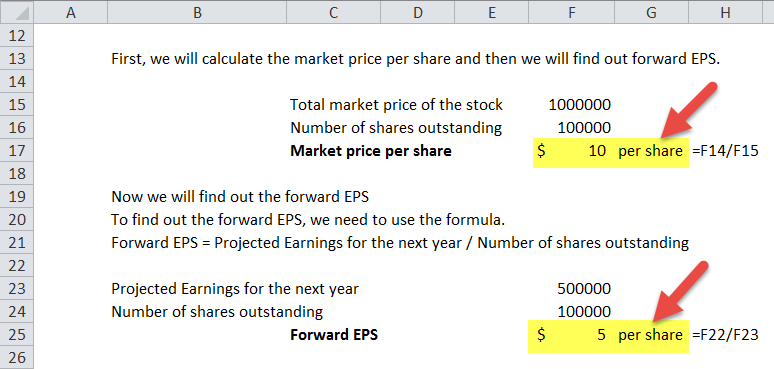 A B C D E F G H
12
13 First, we will calculate the market price per share and then we will find out forward EPS.
14
15 Total market price of the stock 1000000
16 Number of shares outstanding 100000
17 Market price per share $ 10 per share =F14/F15
18
19 Now we will find out the forward EPS
20 To find out the forward EPS, we need to use the formula.
21 Forward EPS = Projected Earnings for the next year / Number of shares outstanding
22
23 Projected Earnings for the next year 500000
24 Number of shares outstanding 100000
25 Forward EPS $ 5 per share =F22/F23
26